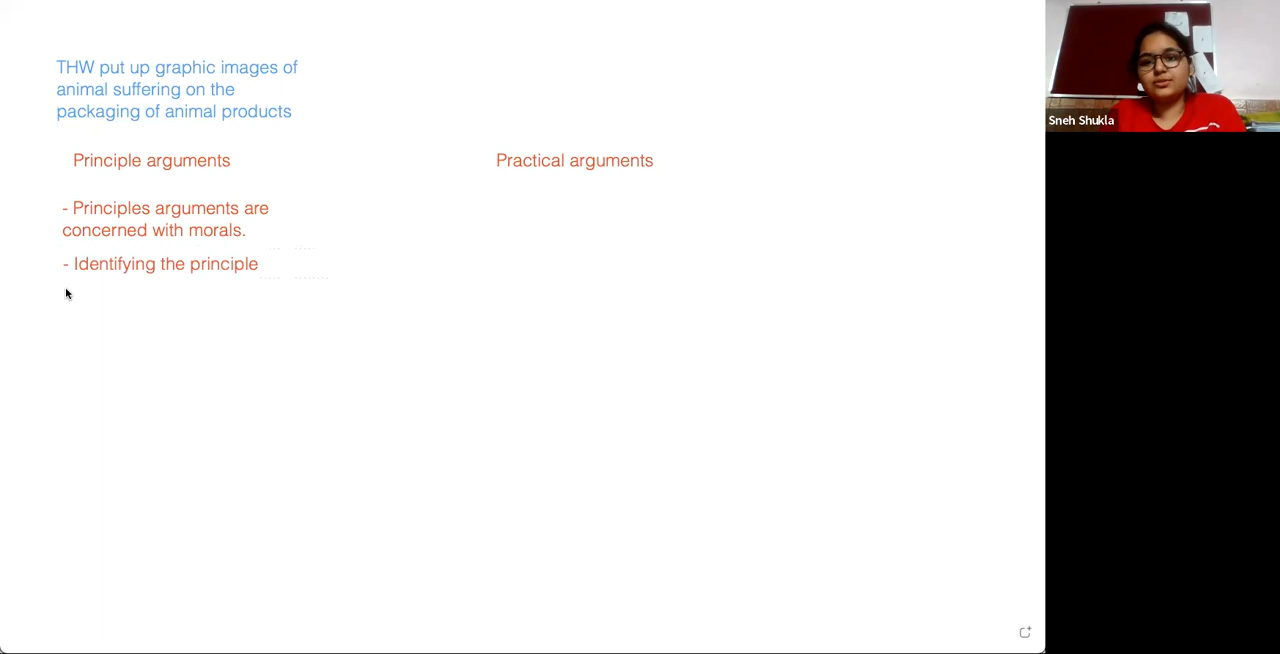 THW put up graphic images of
animal suffering on the
packaging of animal products
Principle arguments
Practical arguments
- Principles arguments are
concerned with morals.
- Identifying the principle
Sneh Shukla